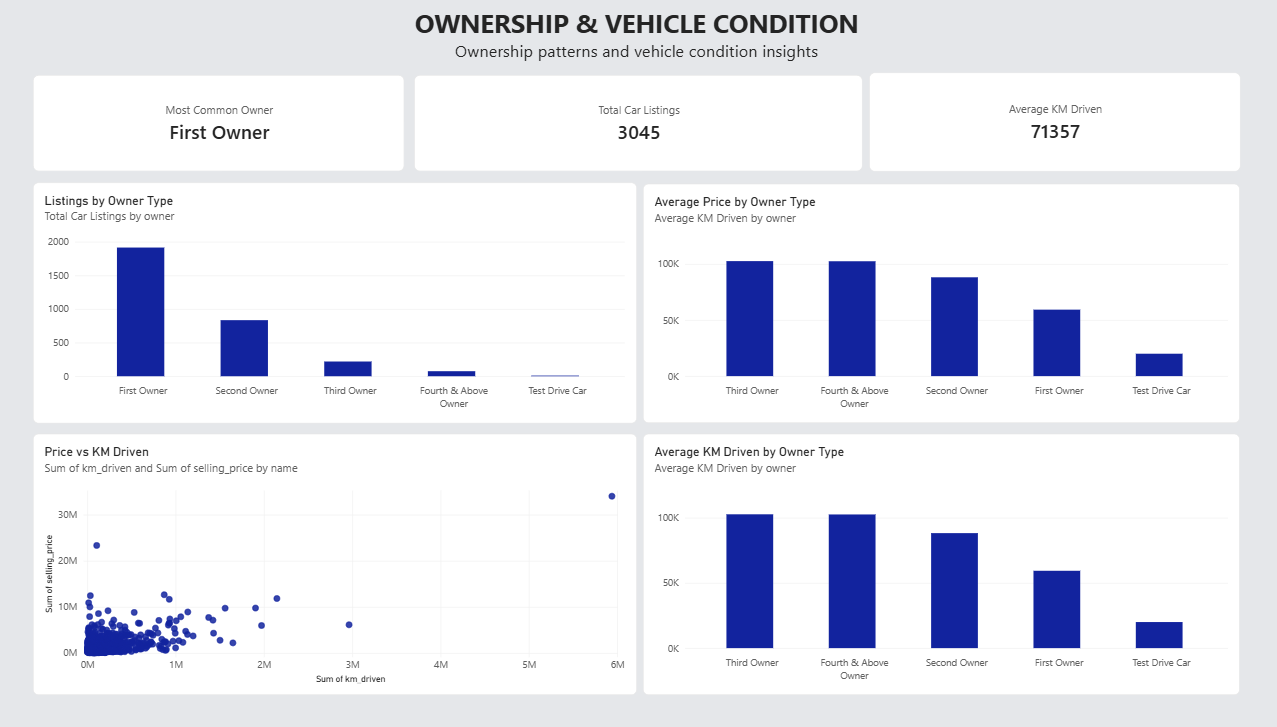 OWNERSHIP & VEHICLE CONDITION
Ownership patterns and vehicle condition insights
Most Common Owner
First Owner
Total Car Listings
3045
Average KM Driven
71357
Listings by Owner Type
Total Car Listings by owner
2000
1500
1000
500
0
First Owner
Second Owner
Third Owner
Fourth & Above
Owner
Test Drive Car
Average Price by Owner Type
Average KM Driven by owner
100K
50K
0K
Third Owner
Fourth & Above
Owner
Second Owner
First Owner
Test Drive Car
Price vs KM Driven
Sum of km_driven and Sum of selling_price by name
Sum of selling_price
30M
20M
10M
0M
0M
1M
2M
3M
4M
5M
6M
Sum of km_driven
Average KM Driven by Owner Type
Average KM Driven by owner
100K
50K
0K
Third Owner
Fourth & Above
Owner
Second Owner
First Owner
Test Drive Car